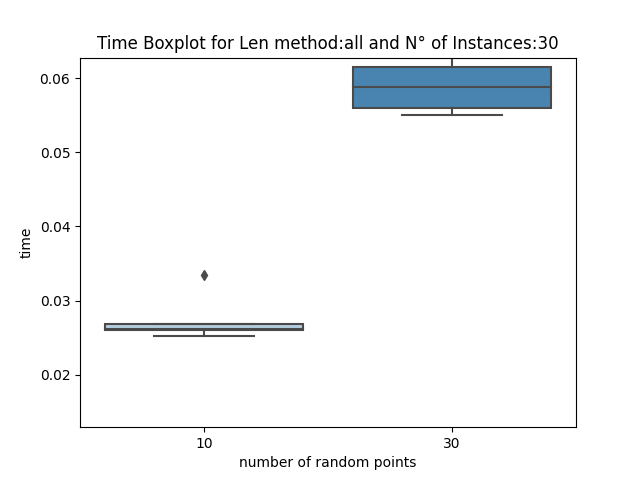 Time Boxplot for Len method:all and N° of Instances:30
0.06
0.05
0.04
0.03
0.02
time
10 30
number of random points